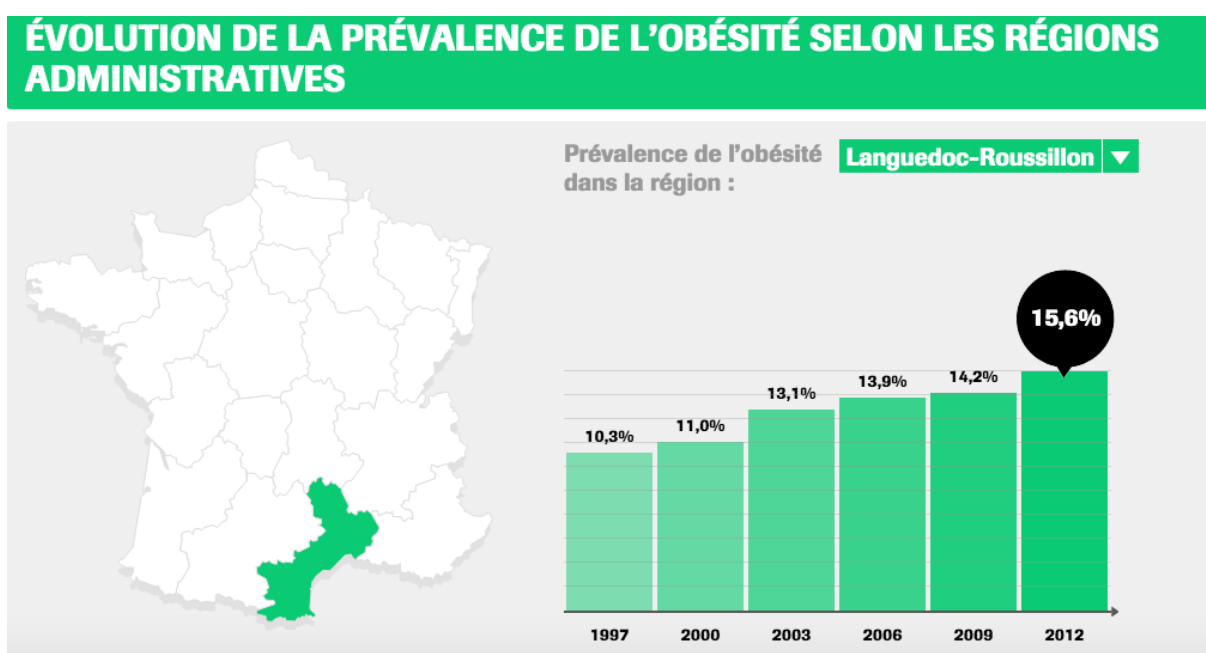 ÉVOLUTION DE LA PRÉVALENCE DE L’OBÉSITÉ SELON LES RÉGIONS
ADMINISTRATIVES
Prévalence de l’obésité
dans la région :
Languedoc-Roussillon
15,6%
14,2%
13,9%
13,1%
11,0%
10,3%
1997 2000 2003 2006 2009 2012